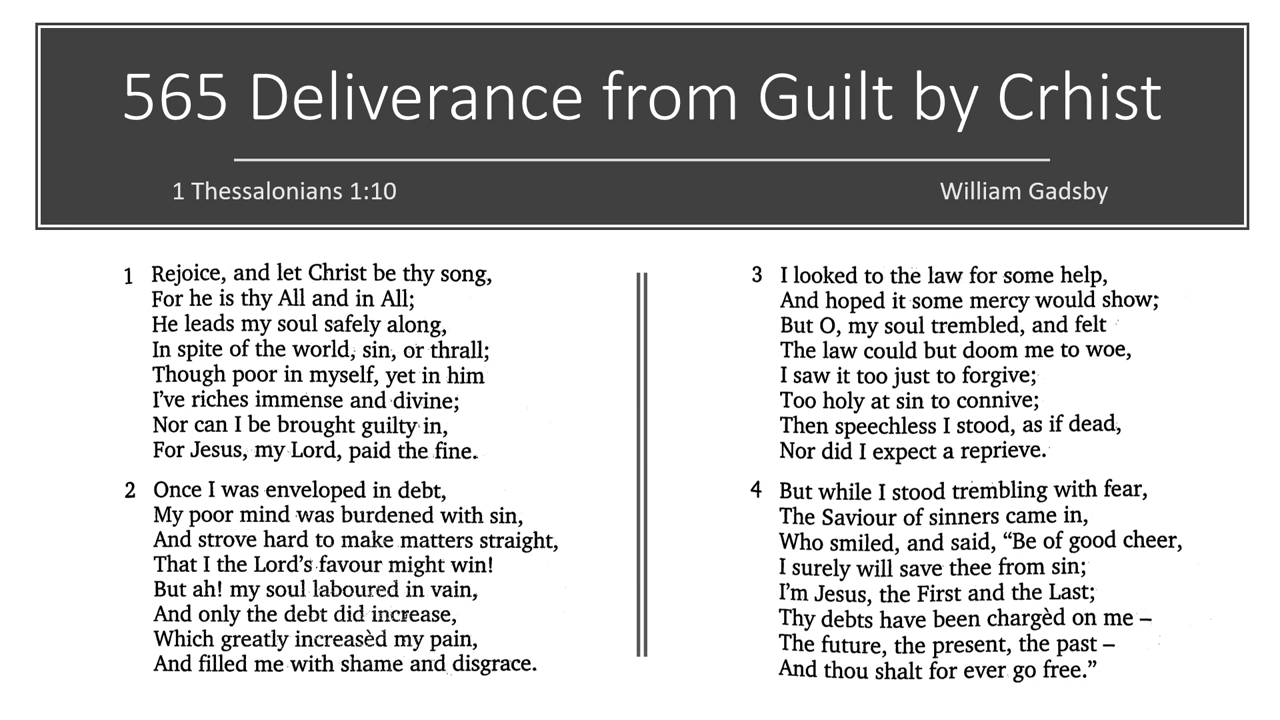 565 Deliverance from Guilt by Crhist
1 Thessalonians 1:10
William Gadsby
1 Rejoice, and let Christ be thy song,
For he is thy All and in All;
He leads my soul safely along,
In spite of the world, sin, or thrall;
Though poor in myself, yet in him
I've riches immense and divine;
Nor can I be brought guilty in,
For Jesus, my Lord, paid the fine.
2 Once I was enveloped in debt,
My poor mind was burdened with sin,
And strove hard to make matters straight,
That I the Lord's favour might win!
But ah! my soul laboured in vain,
And only the debt did increase,
Which greatly increasèd my pain,
And filled me with shame and disgrace.
3 I looked to the law for some help,
And hoped it some mercy would show;
But O, my soul trembled, and felt
The law could but doom me to woe,
I saw it too just to forgive;
Too holy at sin to connive;
Then speechless I stood, as if dead,
Nor did I expect a reprieve.
4 But while I stood trembling with fear,
The Saviour of sinners came in,
Who smiled, and said, “Be of good cheer,
I surely will save thee from sin;
I'm Jesus, the First and the Last;
Thy debts have been chargèd on me –
The future, the present, the past –
And thou shalt for ever go free.”